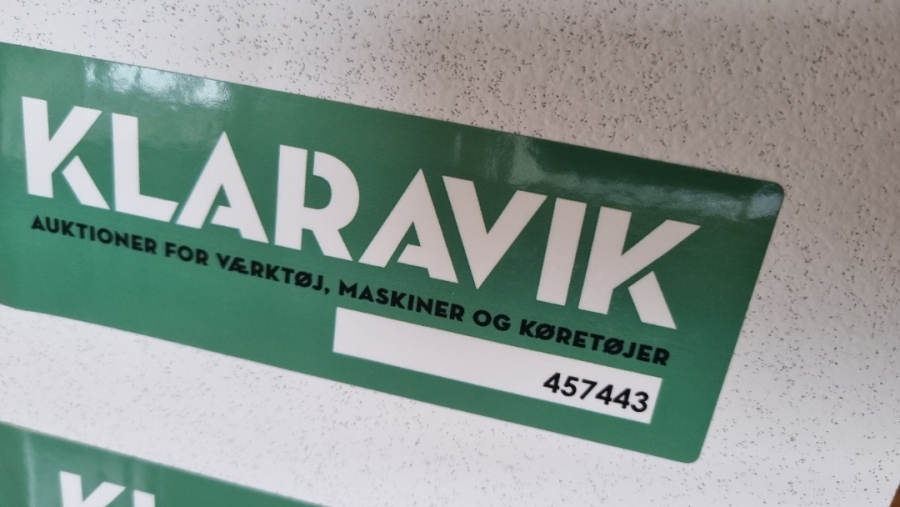 KLARAVIK
AUKTIONER FOR VÆRKTØJ, MASKINER OG KØRETØJER
457443